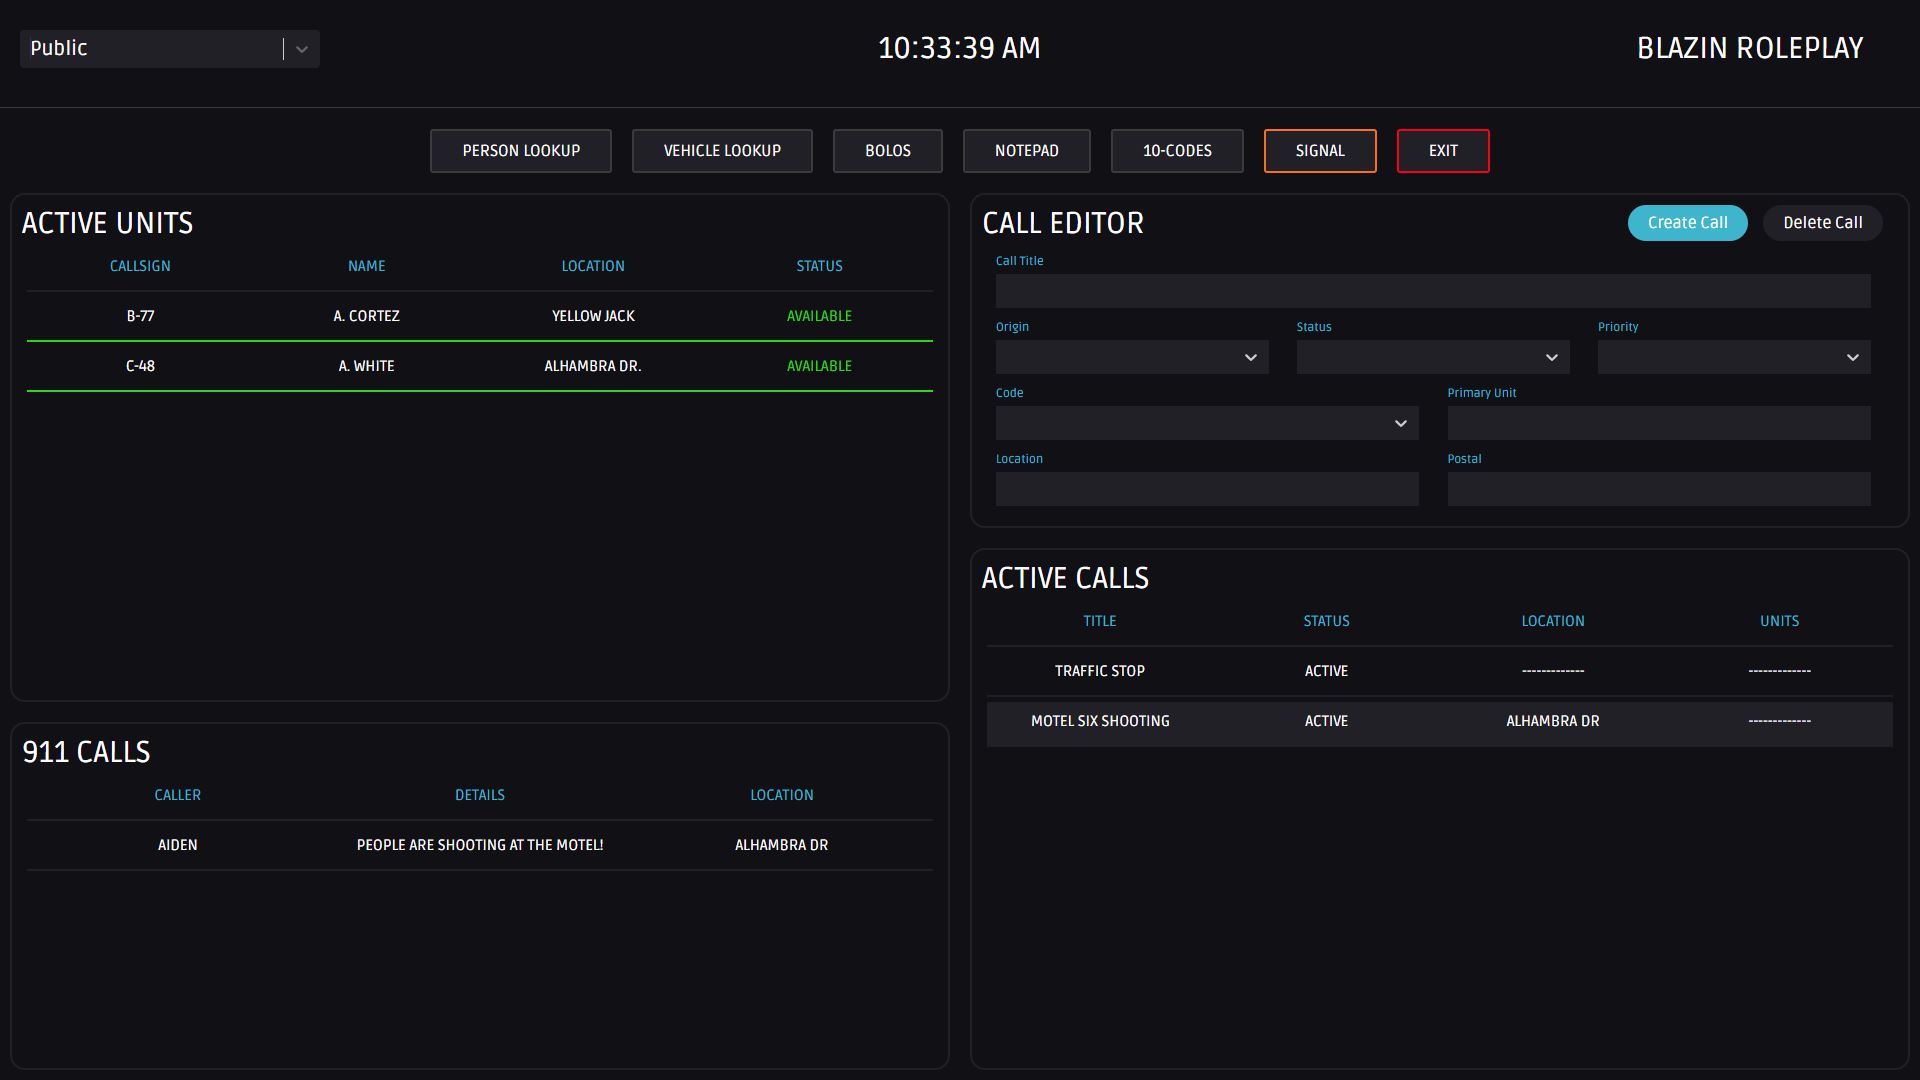 Public
10:33:39 AM
BLAZIN ROLEPLAY
PERSON LOOKUP
VEHICLE LOOKUP
BOLOS
NOTEPAD
10-CODES
SIGNAL
EXIT
ACTIVE UNITS
CALLSIGN NAME LOCATION STATUS
B-77 A. CORTEZ YELLOW JACK AVAILABLE
C-48 A. WHITE ALHAMBRA DR. AVAILABLE
911 CALLS
CALLER DETAILS LOCATION
AIDEN PEOPLE ARE SHOOTING AT THE MOTEL! ALHAMBRA DR
CALL EDITOR
Create Call
Delete Call
Call Title
Origin Status Priority
Code Primary Unit
Location Postal
ACTIVE CALLS
TITLE STATUS LOCATION UNITS
TRAFFIC STOP ACTIVE ------------- -------------
MOTEL SIX SHOOTING ACTIVE ALHAMBRA DR -------------